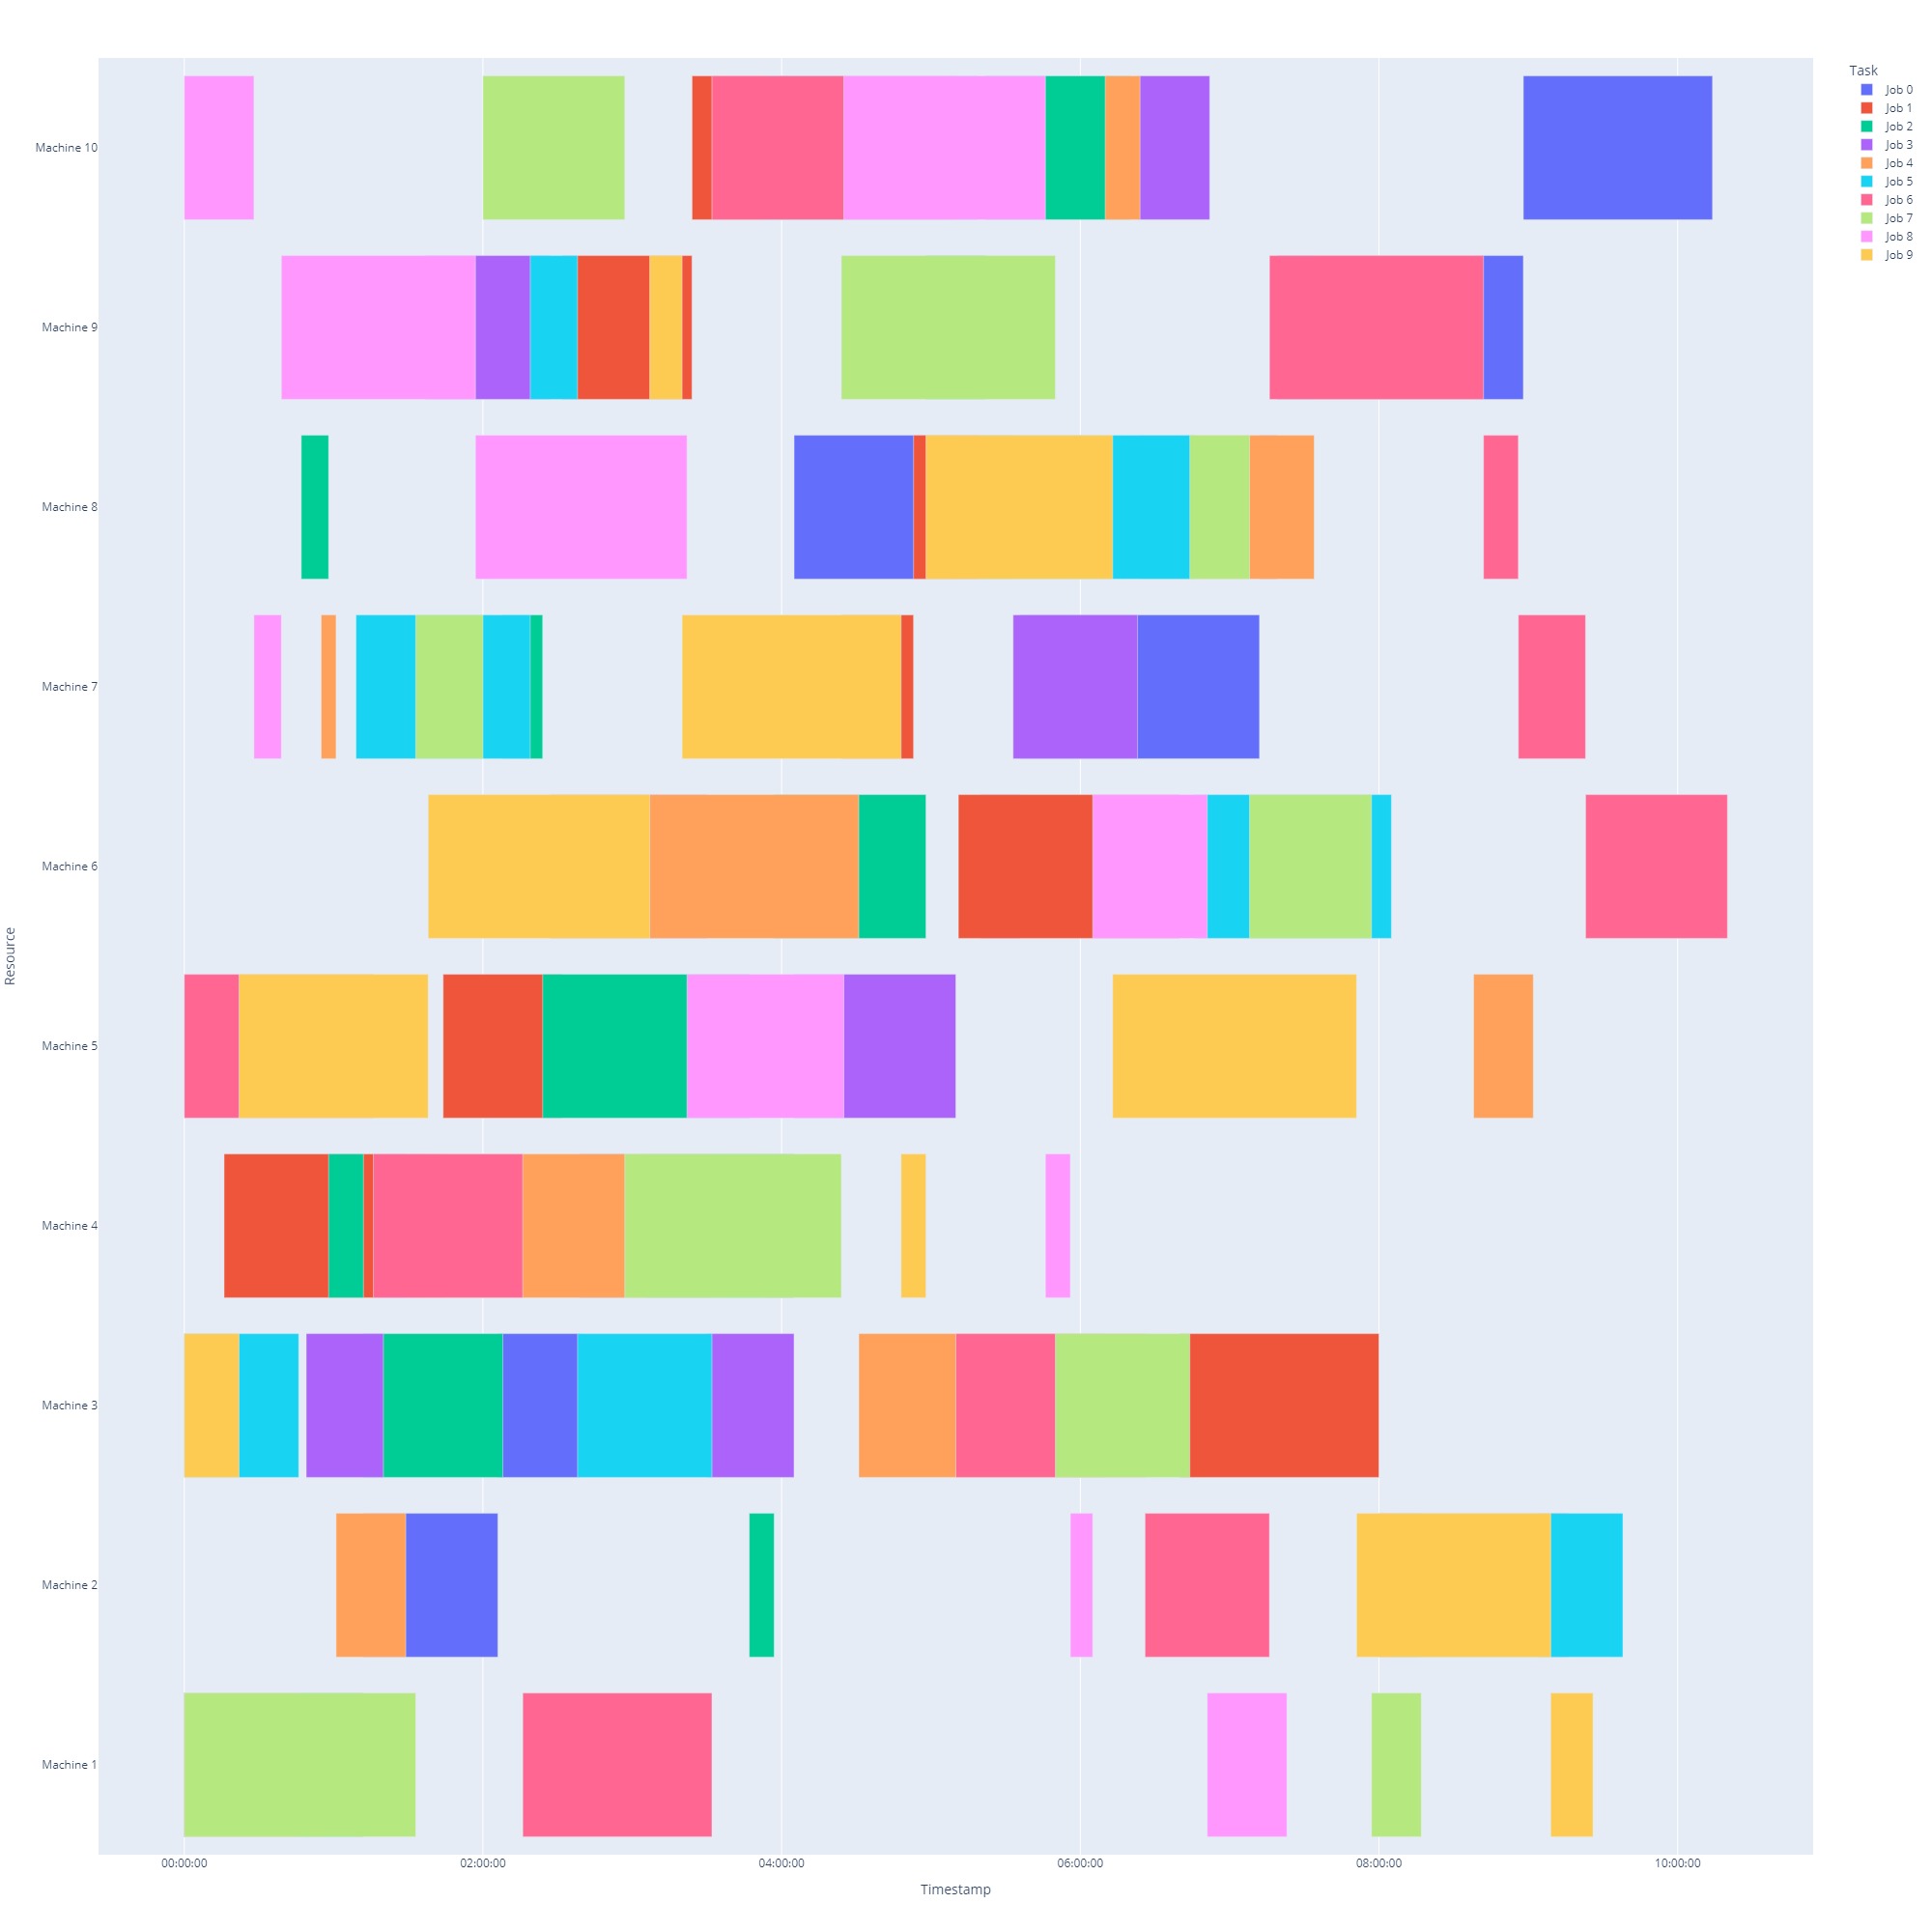 Task
Job 0
Job 1
Job 2
Job 3
Job 4
Job 5
Job 6
Job 7
Job 8
Job 9
Machine 10
Machine 9
Machine 8
Machine 7
Machine 6
Resource
Machine 5
Machine 4
Machine 3
Machine 2
Machine 1
00:00:00 02:00:00 04:00:00 06:00:00 08:00:00 10:00:00
Timestamp